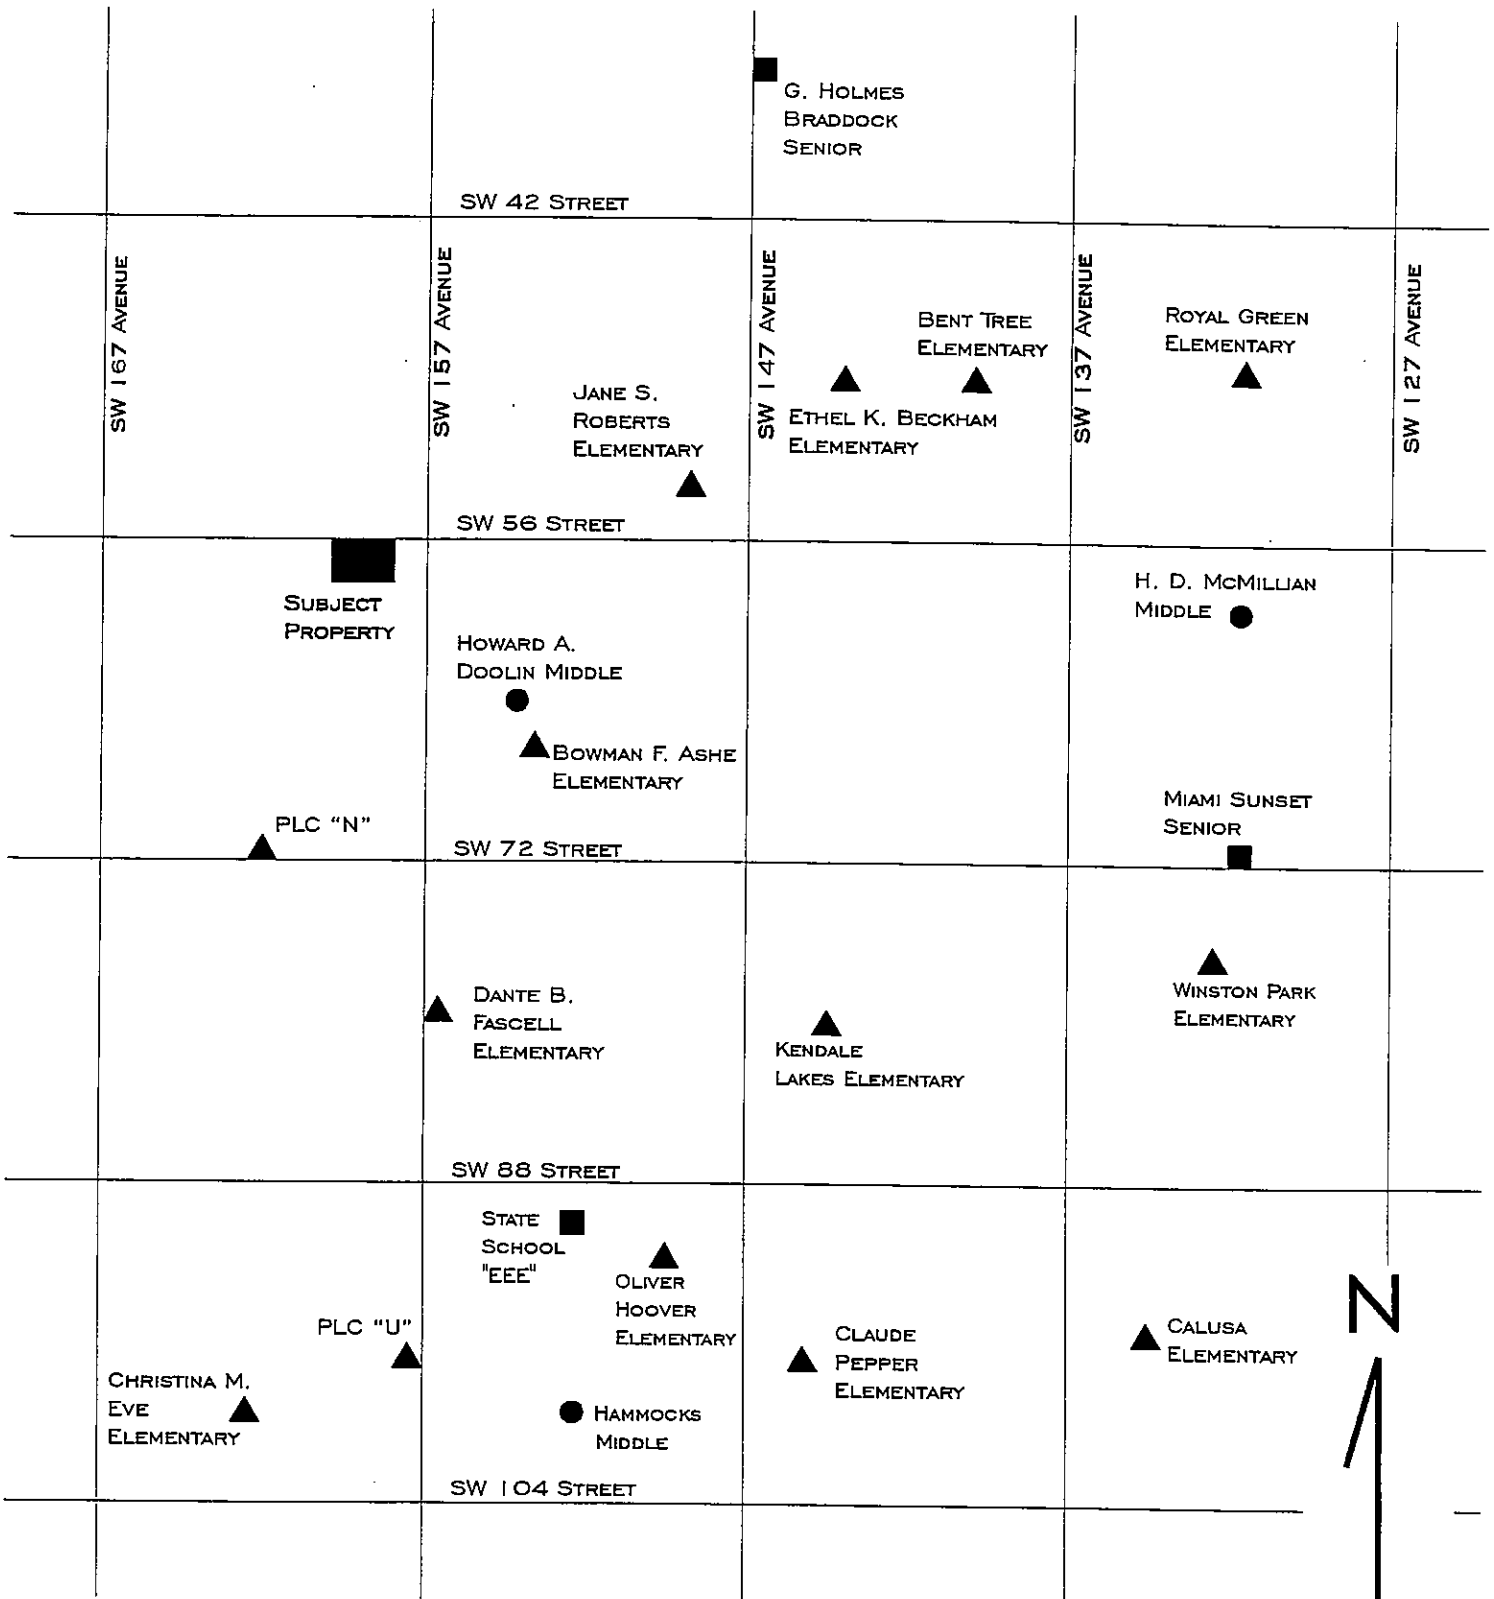 G. HOLMES
BRADDOCK
SENIOR
SW 42 STREET
SW 167 AVENUE
SW 157 AVENUE
SW 147 AVENUE
SW 137 AVENUE
SW 127 AVENUE
BENT TREE
ELEMENTARY
ROYAL GREEN
ELEMENTARY
JANE S.
ROBERTS
ELEMENTARY
ETHEL K. BECKHAM
ELEMENTARY
SW 56 STREET
SUBJECT
PROPERTY
H. D. MCMILLIAN
MIDDLE
HOWARD A.
DOOLIN MIDDLE
BOWMAN F. ASHE
ELEMENTARY
MIAMI SUNSET
SENIOR
PLC "N"
SW 72 STREET
DANTE B.
FASCELL
ELEMENTARY
WINSTON PARK
ELEMENTARY
KENDALE
LAKES ELEMENTARY
SW 88 STREET
STATE
SCHOOL
"EEE"
OLIVER
HOOVER
ELEMENTARY
PLC "U"
CLAUDE
PEPPER
ELEMENTARY
CALUSA
ELEMENTARY
N
CHRISTINA M.
EVE
ELEMENTARY
HAMMOCKS
MIDDLE
SW 104 STREET